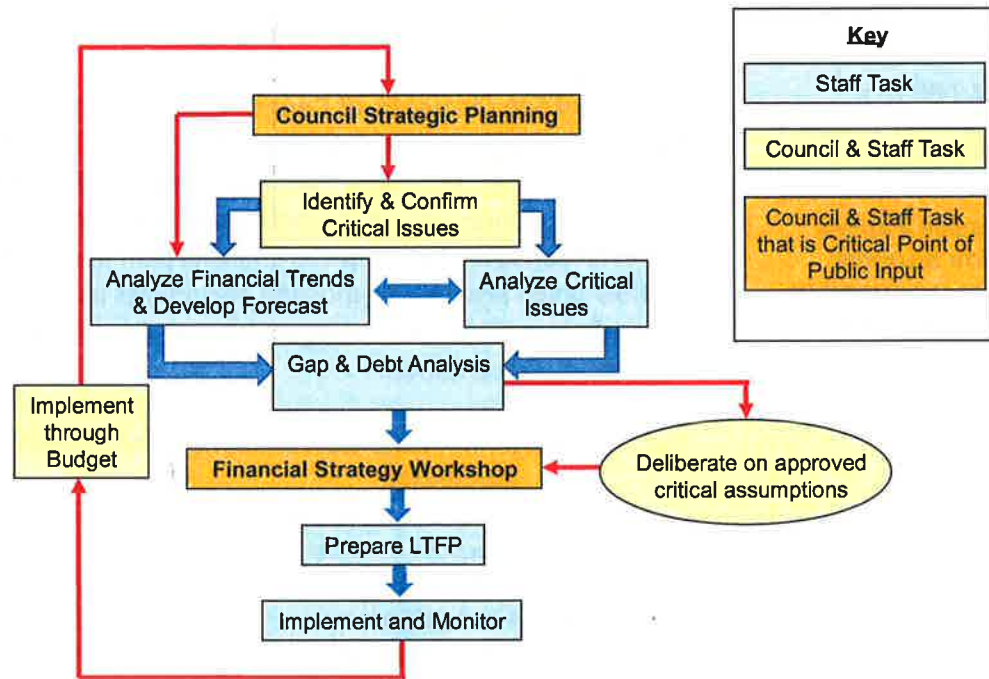 Key
Staff Task
Council & Staff Task
Council & Staff Task
that is Critical Point of
Public Input
Council Strategic Planning
Identify & Confirm
Critical Issues
Analyze Financial Trends
& Develop Forecast
Analyze Critical
Issues
Gap & Debt Analysis
Implement
through
Budget
Financial Strategy Workshop
Deliberate on approved
critical assumptions
Prepare LTFP
Implement and Monitor